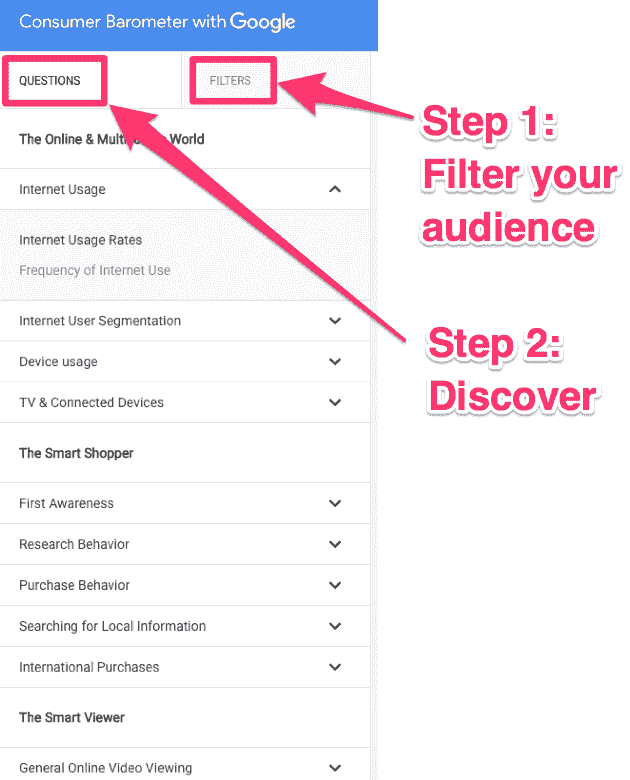 Consumer Barometer with Google
QUESTIONS
FILTERS
Step 1:
Filter your
audience
The Online & Mult World
Internet Usage
Internet Usage Rates
Frequency of Internet Use
Internet User Segmentation
Step 2:
Discover
Device usage
TV & Connected Devices
The Smart Shopper
First Awareness
Research Behavior
Purchase Behavior
Searching for Local Information
International Purchases
The Smart Viewer
General Online Video Viewing